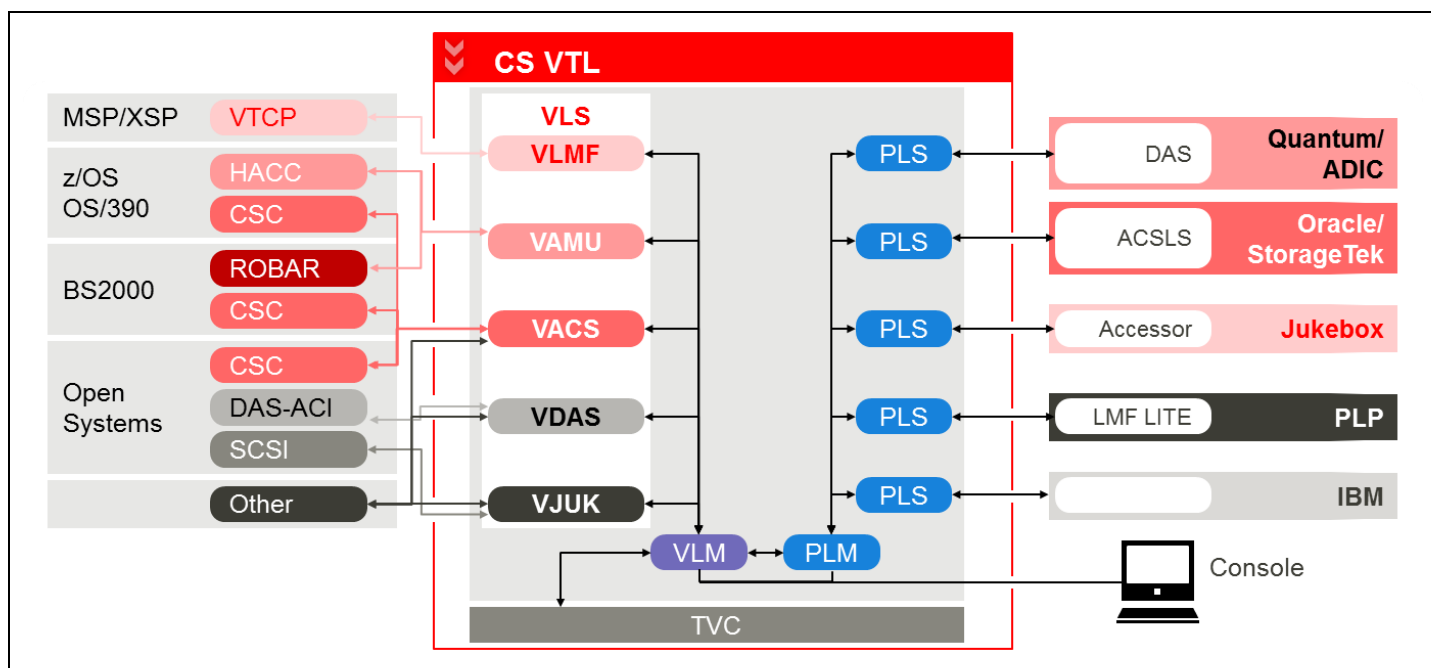 CS VTL
MSP/XSP
VTCP
z/OS
OS/390
HACC
CSC
BS2000
ROBAR
CSC
Open
Systems
CSC
DAS-ACI
SCSI
Other
VLS
VLMF
VAMU
VACS
VDAS
VJUK
PLS
PLS
PLS
PLS
PLS
VLM
PLM
TVC
DAS
Quantum/
ADIC
ACSLS
Oracle/
StorageTek
Accessor
Jukebox
LMF LITE
PLP
IBM
Console